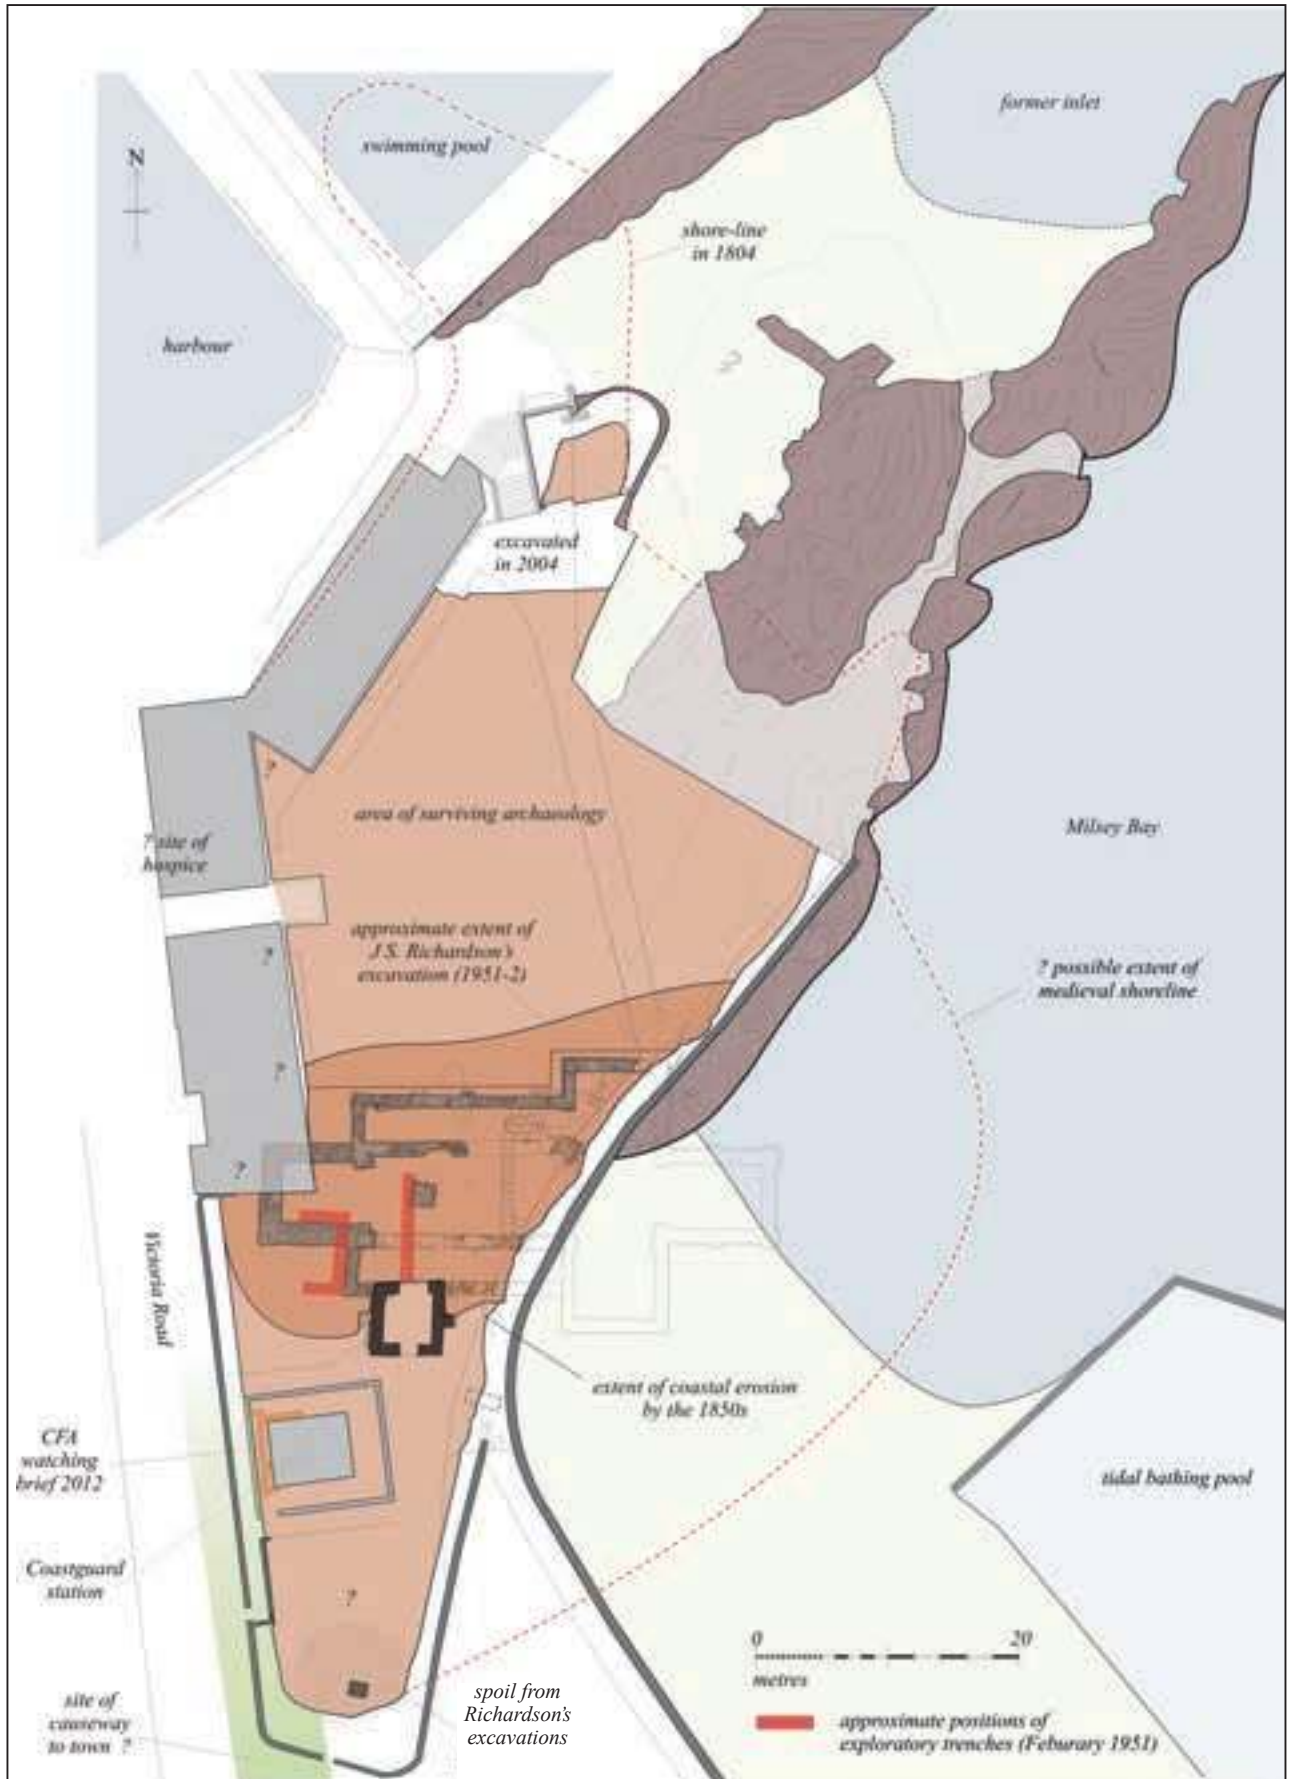 former inlet
swimming pool
N
shore-line
in 1804
harbour
excavated
in 2004
area of surviving archaeology
? site of
hospice
Milsey Bay
approximate extent of
J.S. Richardson's
excavation (1951-2)
? possible extent of
medieval shoreline
?
?
?
?
Victoria Road
extent of coastal erosion
by the 1850s
CFA
watching
brief 2012
tidal bathing pool
Coastguard
station
?
0 20
metres
site of
causeway
to town ?
spoil from
Richardson's
excavations
approximate positions of
exploratory trenches (Feburary 1951)